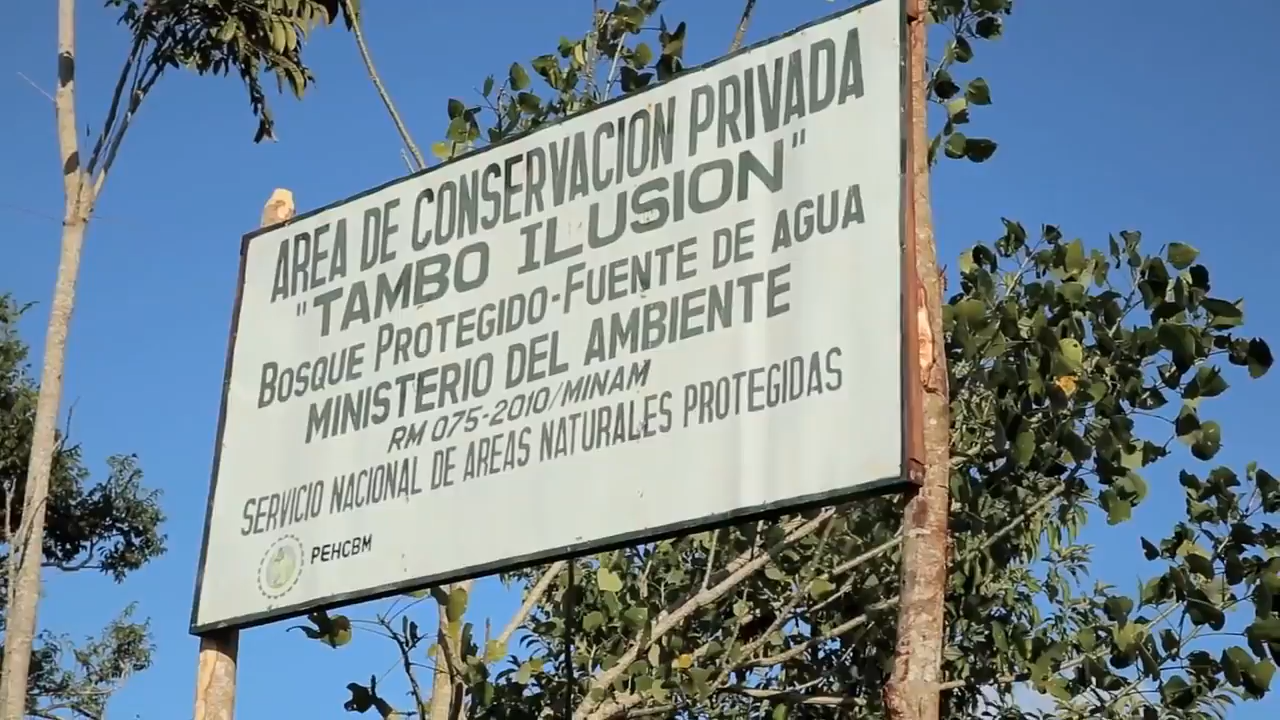 AREA DE CONSERVACION PRIVADA
"TAMBO ILUSION"
BOSQUE PROTEGIDO-FUENTE DE AGUA
MINISTERIO DEL AMBIENTE
RM 075-2010/MINAM
SERVICIO NACIONAL DE AREAS NATURALES PROTEGIDAS
PEHCBM